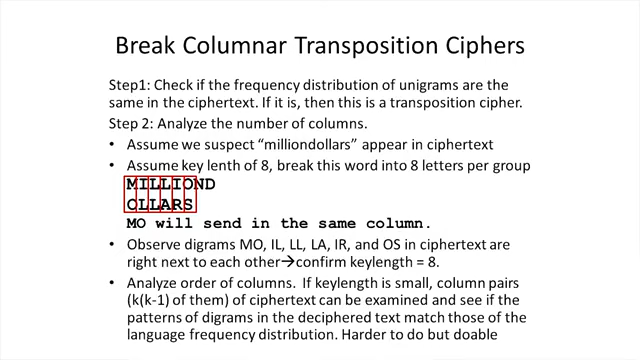 Break Columnar Transposition Ciphers
Step1: Check if the frequency distribution of unigrams are the
same in the ciphertext. If it is, then this is a transposition cipher.
Step 2: Analyze the number of columns.
• Assume we suspect “milliondollars” appear in ciphertext
• Assume key lenth of 8, break this word into 8 letters per group
MILLIOND
OLLARS
MO will send in the same column.
• Observe digrams MO, IL, LL, LA, IR, and OS in ciphertext are
right next to each other→confirm keylength = 8.
• Analyze order of columns. If keylength is small, column pairs
(k(k-1) of them) of ciphertext can be examined and see if the
patterns of digrams in the deciphered text match those of the
language frequency distribution. Harder to do but doable